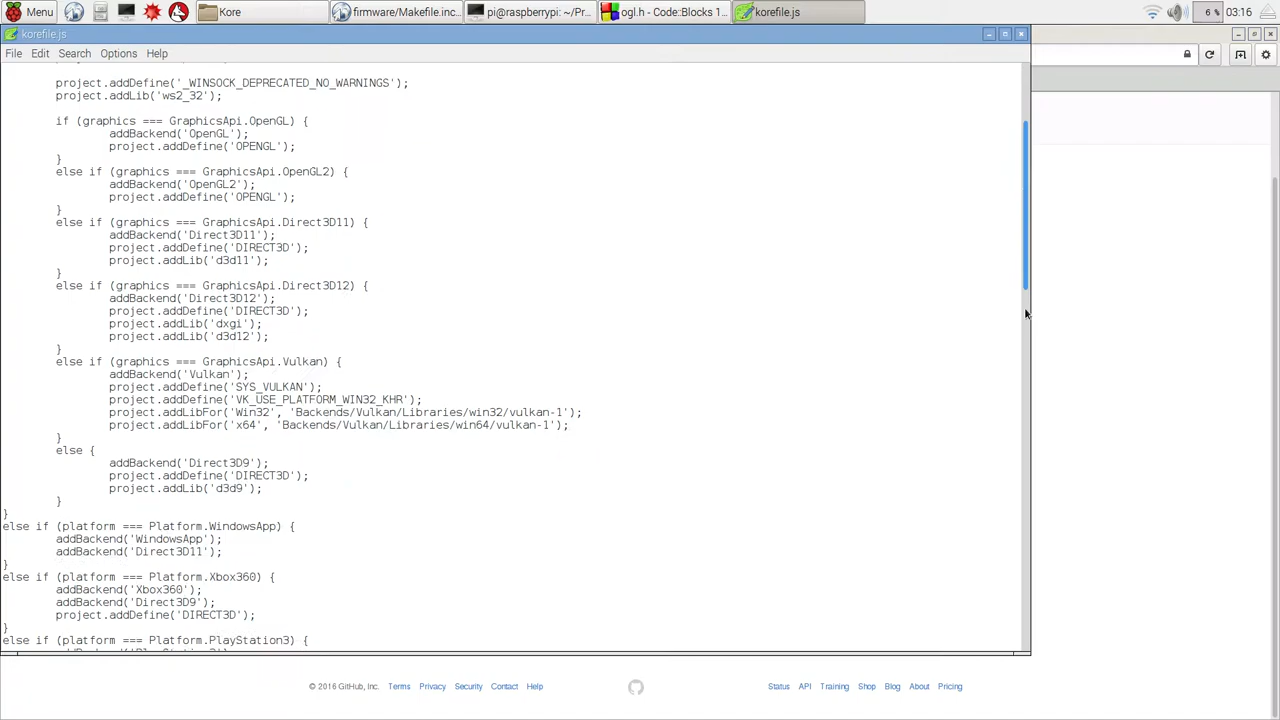 Menu
Kore
firmware/Makefile.inc.
pi@raspberrypi: ~/Pr...
ogl.h - Code::Blocks 1...
korefile.js
6 %
03:16
korefile.js
File Edit Search Options Help
project.addDefine('_WINSOCK_DEPRECATED_NO_WARNINGS');
project.addLib('ws2_32');
if (graphics === GraphicsApi.OpenGL) {
addBackend('OpenGL');
project.addDefine('OPENGL');
}
else if (graphics === GraphicsApi.OpenGL2) {
addBackend('OpenGL2');
project.addDefine('OPENGL');
}
else if (graphics === GraphicsApi.Direct3D11) {
addBackend('Direct3D11');
project.addDefine('DIRECT3D');
project.addLib('d3d11');
}
else if (graphics === GraphicsApi.Direct3D12) {
addBackend('Direct3D12');
project.addDefine('DIRECT3D');
project.addLib('dxgi');
project.addLib('d3d12');
}
else if (graphics === GraphicsApi.Vulkan) {
addBackend('Vulkan');
project.addDefine('SYS_VULKAN');
project.addDefine('VK_USE_PLATFORM_WIN32_KHR');
project.addLibFor('Win32', 'Backends/Vulkan/Libraries/win32/vulkan-1');
project.addLibFor('x64', 'Backends/Vulkan/Libraries/win64/vulkan-1');
}
else {
addBackend('Direct3D9');
project.addDefine('DIRECT3D');
project.addLib('d3d9');
}
}
else if (platform === Platform.WindowsApp) {
addBackend('WindowsApp');
addBackend('Direct3D11');
}
else if (platform === Platform.Xbox360) {
addBackend('Xbox360');
addBackend('Direct3D9');
project.addDefine('DIRECT3D');
}
else if (platform === Platform.PlayStation3) {
© 2016 GitHub, Inc. Terms Privacy Security Contact Help Status API Training Shop Blog About Pricing